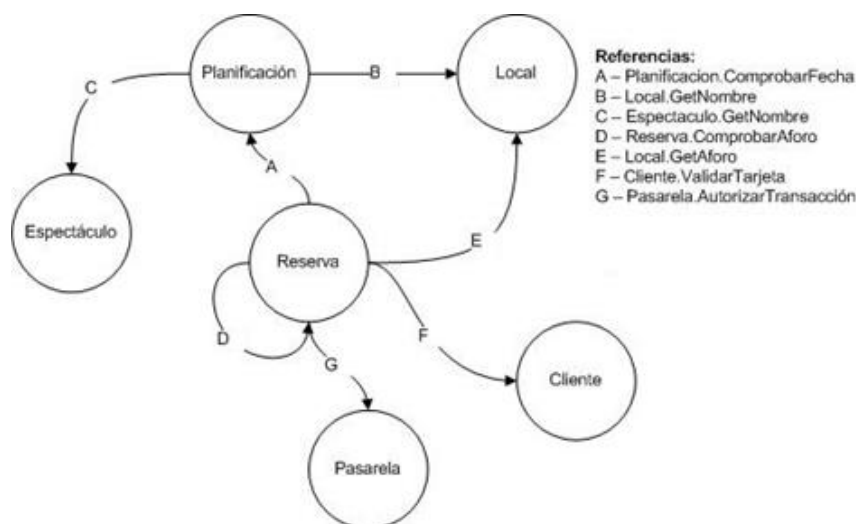 Planificación
B
Local
C
A
Espectáculo
Reserva
E
D
G
F
Cliente
Pasarela
Referencias:
A – Planificacion.ComprobarFecha
B – Local.GetNombre
C – Espectaculo.GetNombre
D – Reserva.ComprobarAforo
E – Local.GetAforo
F – Cliente.ValidarTarjeta
G – Pasarela.AutorizarTransacción